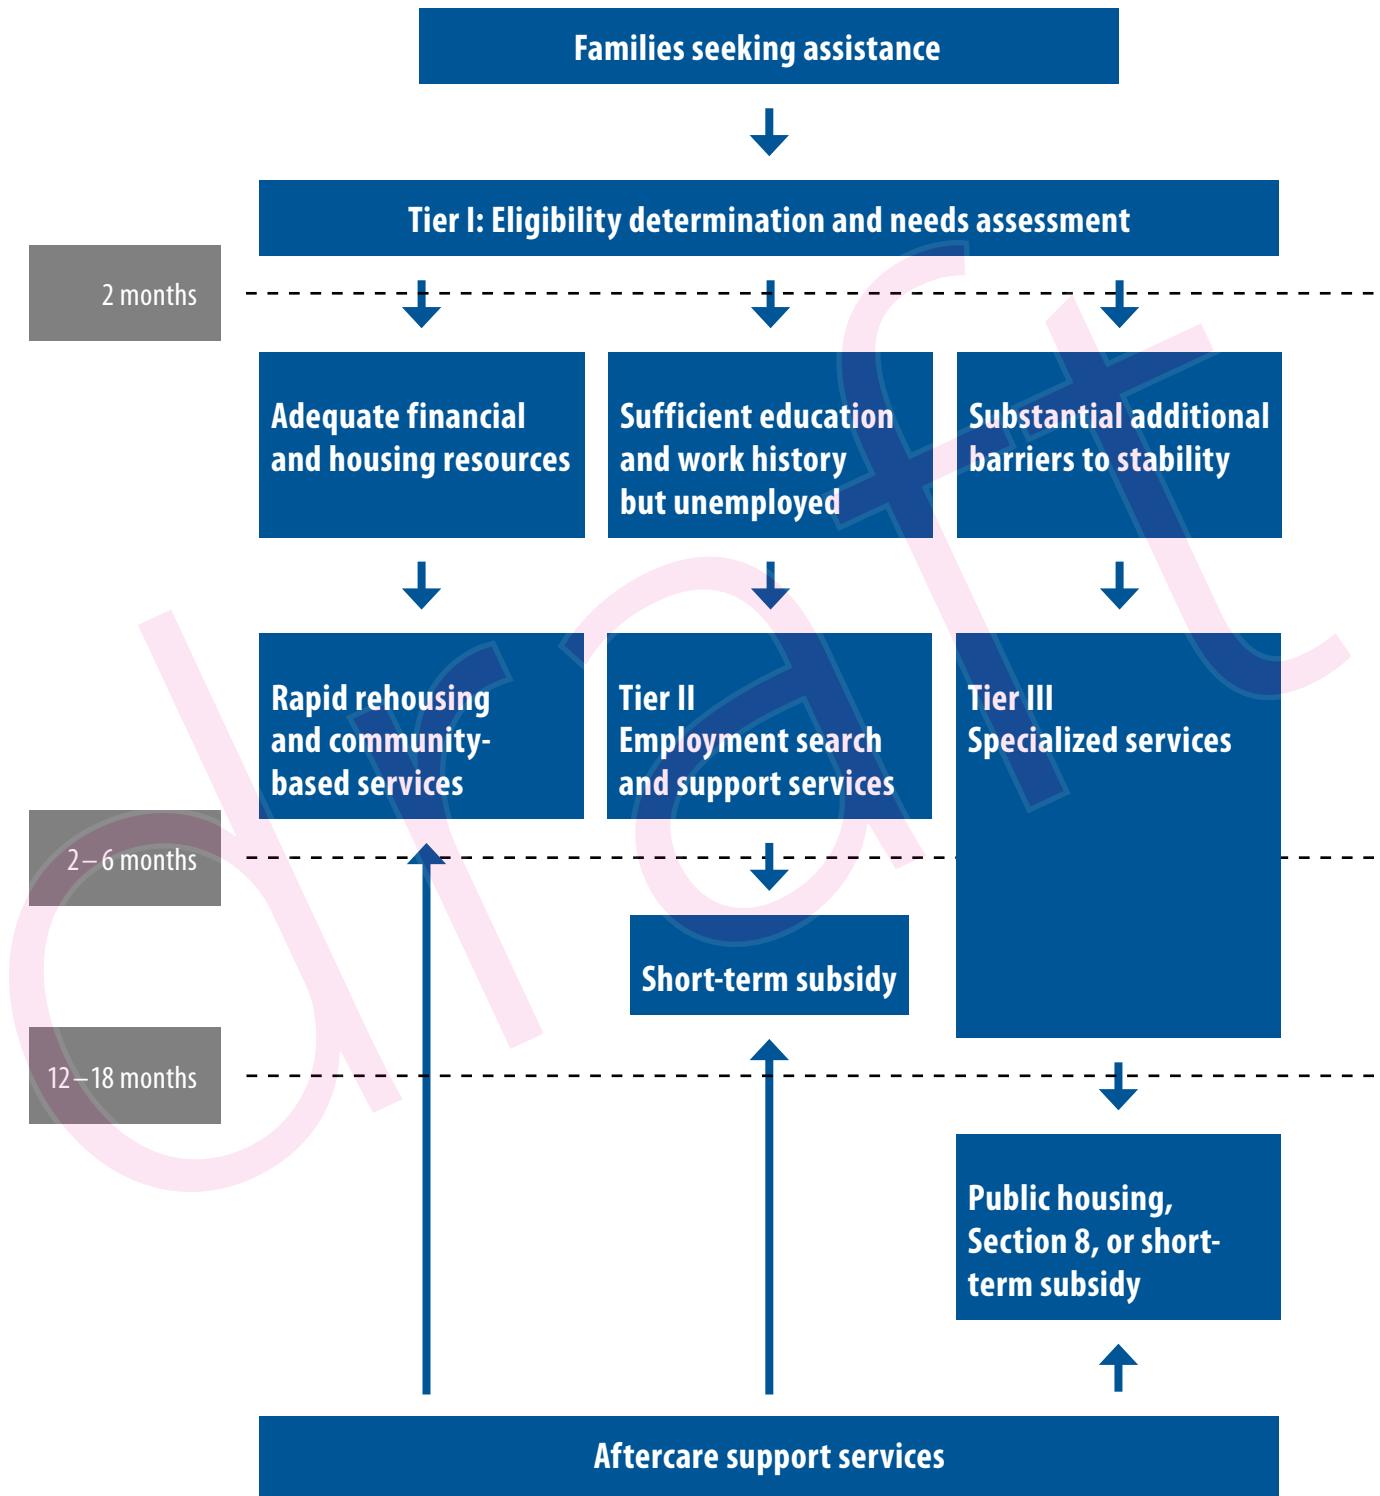 Families seeking assistance
Tier I: Eligibility determination and needs assessment
2 months
Adequate financial
and housing resources
Sufficient education
and work history
but unemployed
Substantial additional
barriers to stability
Rapid rehousing
and community-
based services
Tier II
Employment search
and support services
Tier III
Specialized services
2–6 months
Short-term subsidy
12–18 months
Public housing,
Section 8, or short-
term subsidy
Aftercare support services
draft